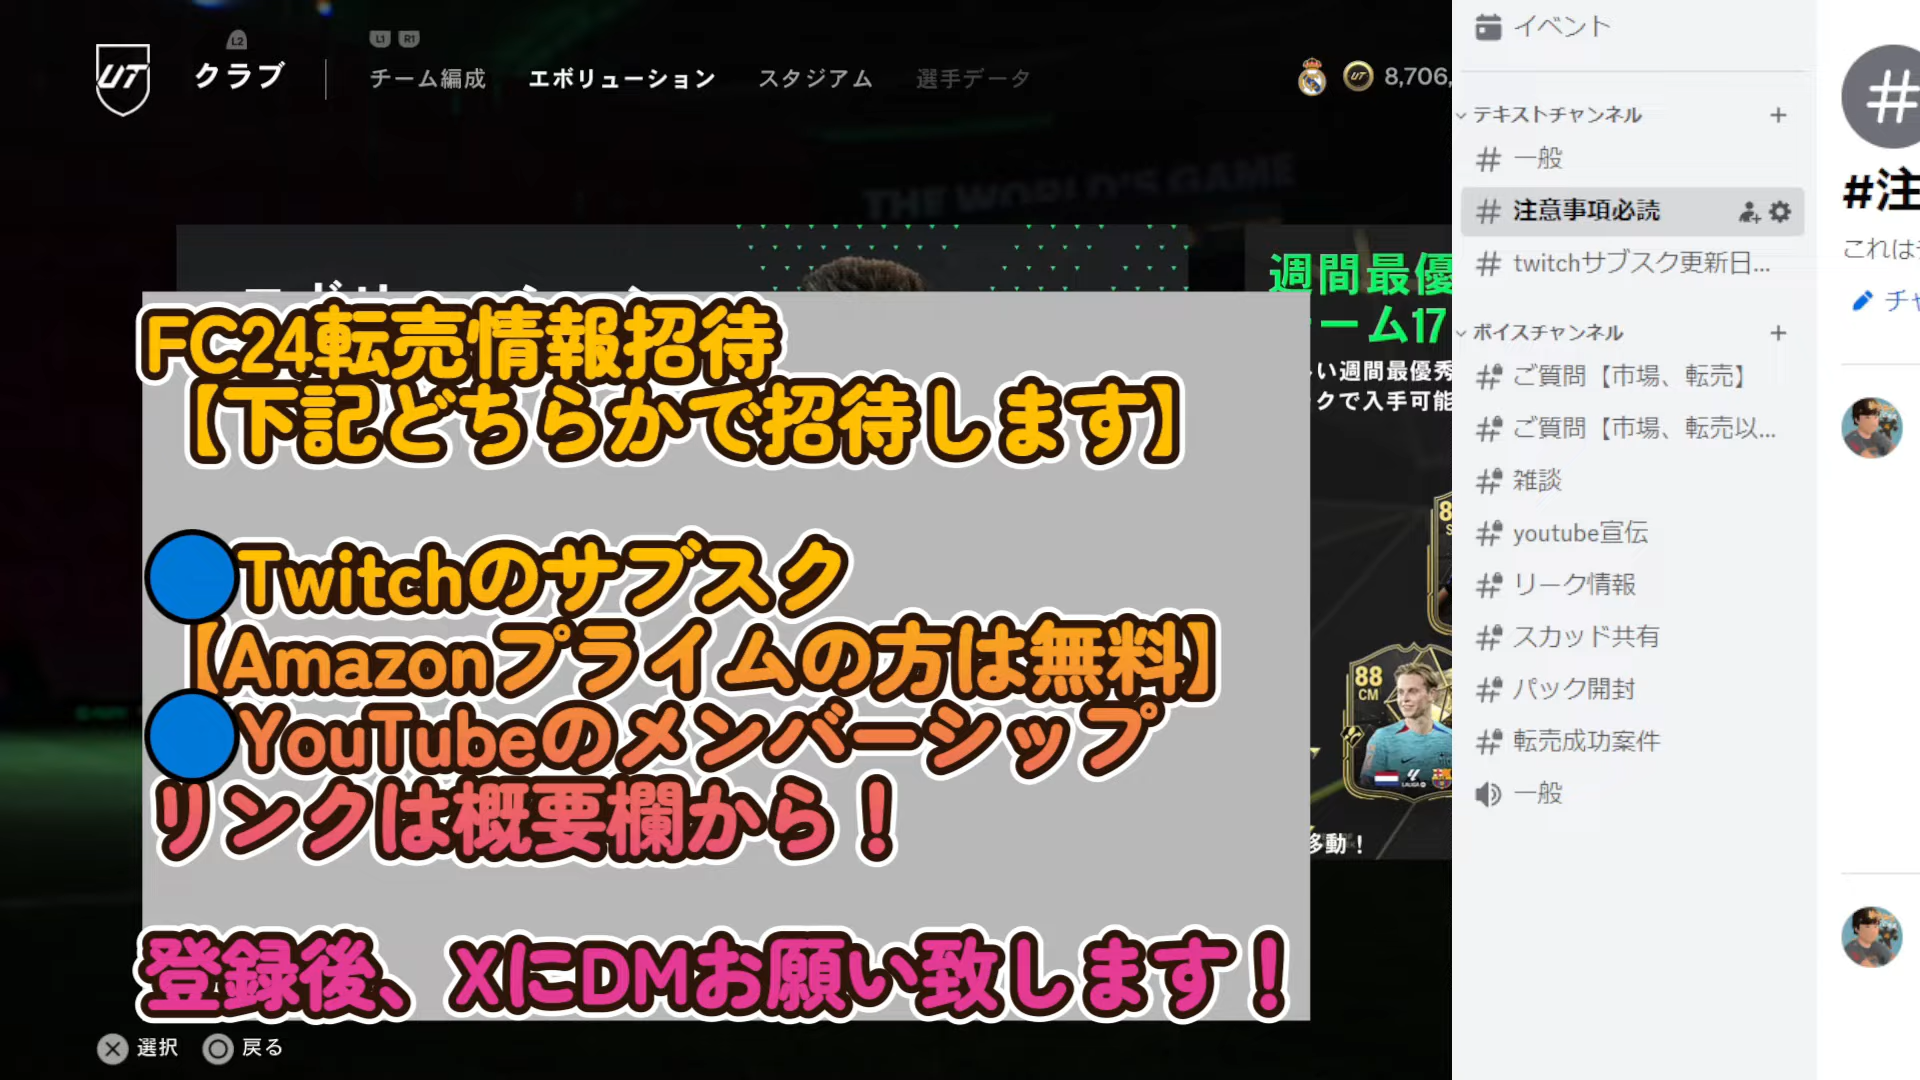 L2
L1 R1
UT クラブ チーム編成 エボリューション スタジアム 選手データ
UT 8,706,
THE WORLD'S GAME
週間最優
ーム17
い週間最優秀
クで入手可能
FC24転売情報招待
【下記どちらかで招待します】
🔵Twitchのサブスク
【Amazonプライムの方は無料】
🔵YouTubeのメンバーシップ
リンクは概要欄から！
登録後、XにDMお願い致します！
88
CM
移動！
選択 戻る
イベント
テキストチャンネル +
# 一般
# 注意事項必読
# twitchサブスク更新日...
ボイスチャンネル +
# ご質問【市場、転売】
# ご質問【市場、転売以...
# 雑談
# youtube宣伝
# リーク情報
# スカッド共有
# パック開封
# 転売成功案件
一般
#
#注
これは
チャ